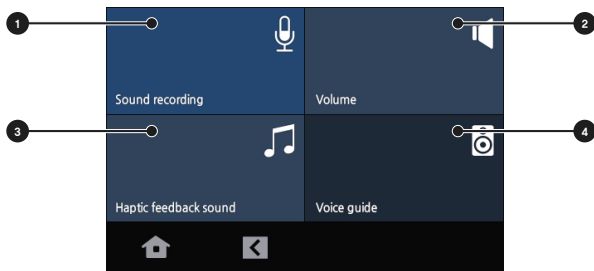 1
2
Sound recording
Volume
3
4
Haptic feedback sound
Voice guide